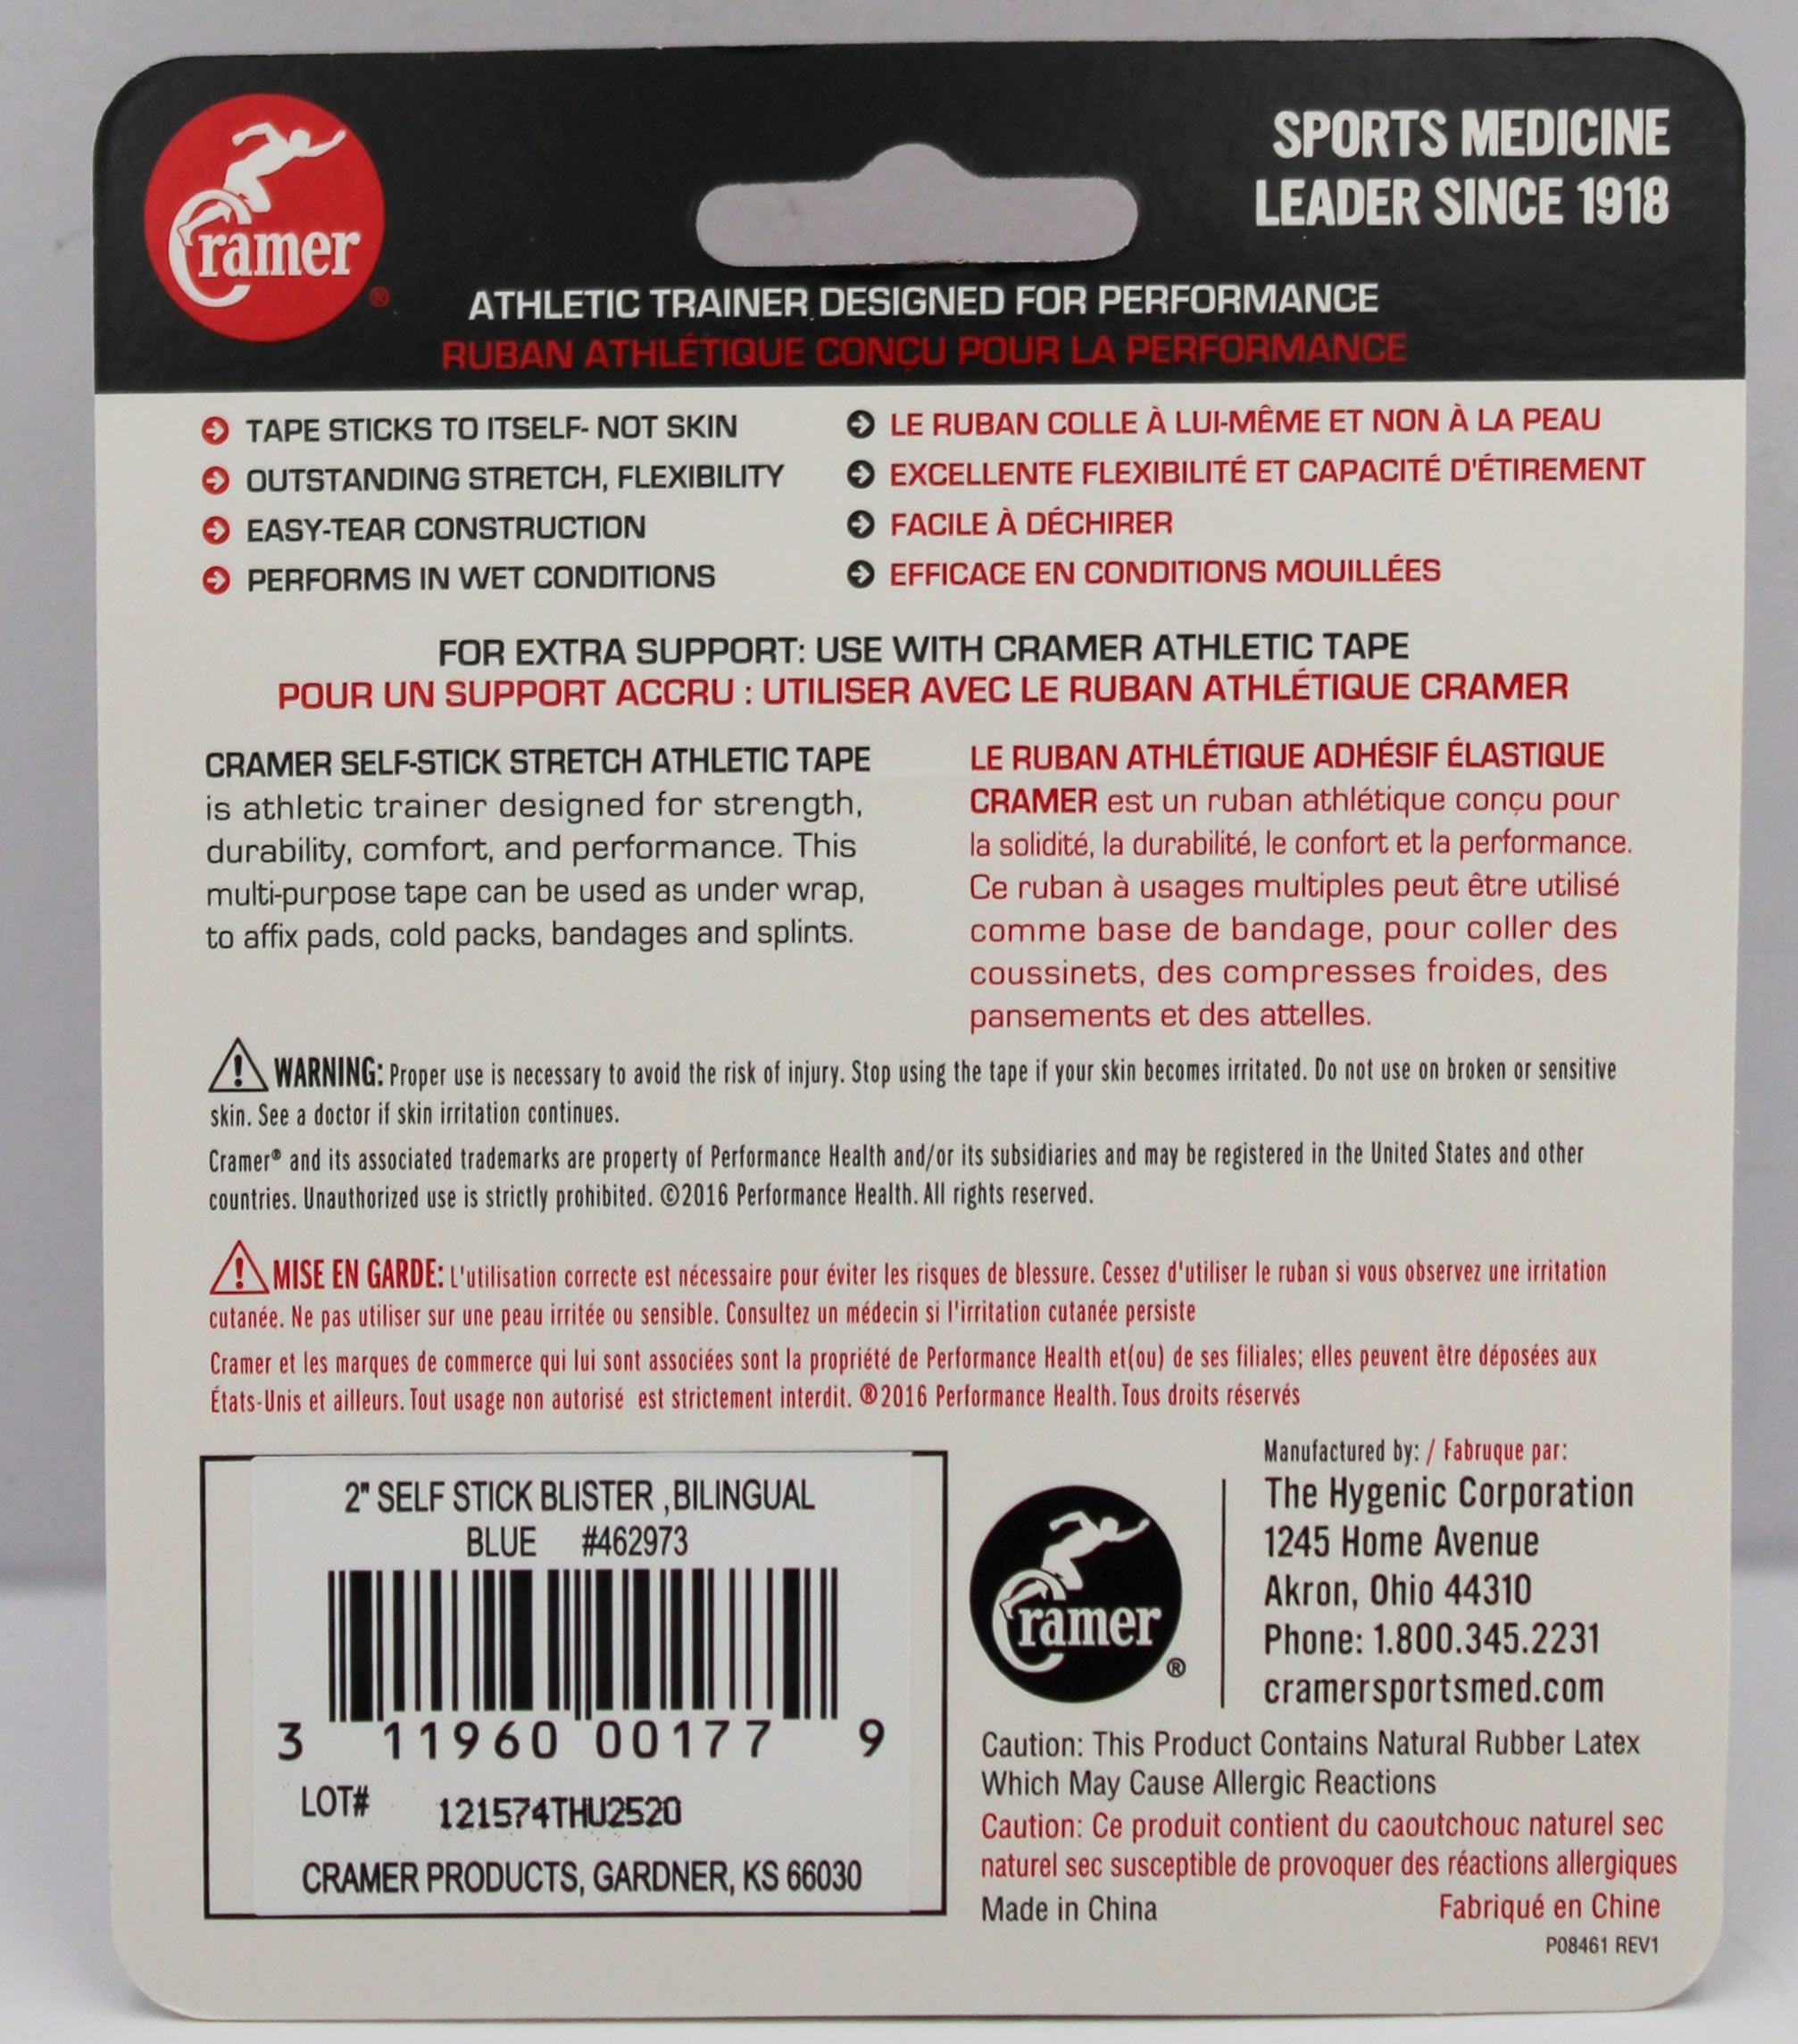 Cramer®
SPORTS MEDICINE
LEADER SINCE 1918
ATHLETIC TRAINER DESIGNED FOR PERFORMANCE
RUBAN ATHLÉTIQUE CONÇU POUR LA PERFORMANCE
TAPE STICKS TO ITSELF- NOT SKIN
OUTSTANDING STRETCH, FLEXIBILITY
EASY-TEAR CONSTRUCTION
PERFORMS IN WET CONDITIONS
LE RUBAN COLLE À LUI-MÊME ET NON À LA PEAU
EXCELLENTE FLEXIBILITÉ ET CAPACITÉ D'ÉTIREMENT
FACILE À DÉCHIRER
EFFICACE EN CONDITIONS MOUILLÉES
FOR EXTRA SUPPORT: USE WITH CRAMER ATHLETIC TAPE
POUR UN SUPPORT ACCRU : UTILISER AVEC LE RUBAN ATHLÉTIQUE CRAMER
CRAMER SELF-STICK STRETCH ATHLETIC TAPE
is athletic trainer designed for strength,
durability, comfort, and performance. This
multi-purpose tape can be used as under wrap,
to affix pads, cold packs, bandages and splints.
LE RUBAN ATHLÉTIQUE ADHÉSIF ÉLASTIQUE
CRAMER est un ruban athlétique conçu pour
la solidité, la durabilité, le confort et la performance.
Ce ruban à usages multiples peut être utilisé
comme base de bandage, pour coller des
coussinets, des compresses froides, des
pansements et des attelles.
WARNING: Proper use is necessary to avoid the risk of injury. Stop using the tape if your skin becomes irritated. Do not use on broken or sensitive
skin. See a doctor if skin irritation continues.
Cramer® and its associated trademarks are property of Performance Health and/or its subsidiaries and may be registered in the United States and other
countries. Unauthorized use is strictly prohibited. ©2016 Performance Health. All rights reserved.
MISE EN GARDE: L'utilisation correcte est nécessaire pour éviter les risques de blessure. Cessez d'utiliser le ruban si vous observez une irritation
cutanée. Ne pas utiliser sur une peau irritée ou sensible. Consultez un médecin si l'irritation cutanée persiste
Cramer et les marques de commerce qui lui sont associées sont la propriété de Performance Health et(ou) de ses filiales; elles peuvent être déposées aux
États-Unis et ailleurs. Tout usage non autorisé est strictement interdit. ®2016 Performance Health. Tous droits réservés
2" SELF STICK BLISTER ,BILINGUAL
BLUE #462973
3 11960 00177 9
LOT# 121574THU2520
CRAMER PRODUCTS, GARDNER, KS 66030
Cramer®
Manufactured by: / Fabruque par:
The Hygenic Corporation
1245 Home Avenue
Akron, Ohio 44310
Phone: 1.800.345.2231
cramersportsmed.com
Caution: This Product Contains Natural Rubber Latex
Which May Cause Allergic Reactions
Caution: Ce produit contient du caoutchouc naturel sec
naturel sec susceptible de provoquer des réactions allergiques
Made in China Fabriqué en Chine
P08461 REV1